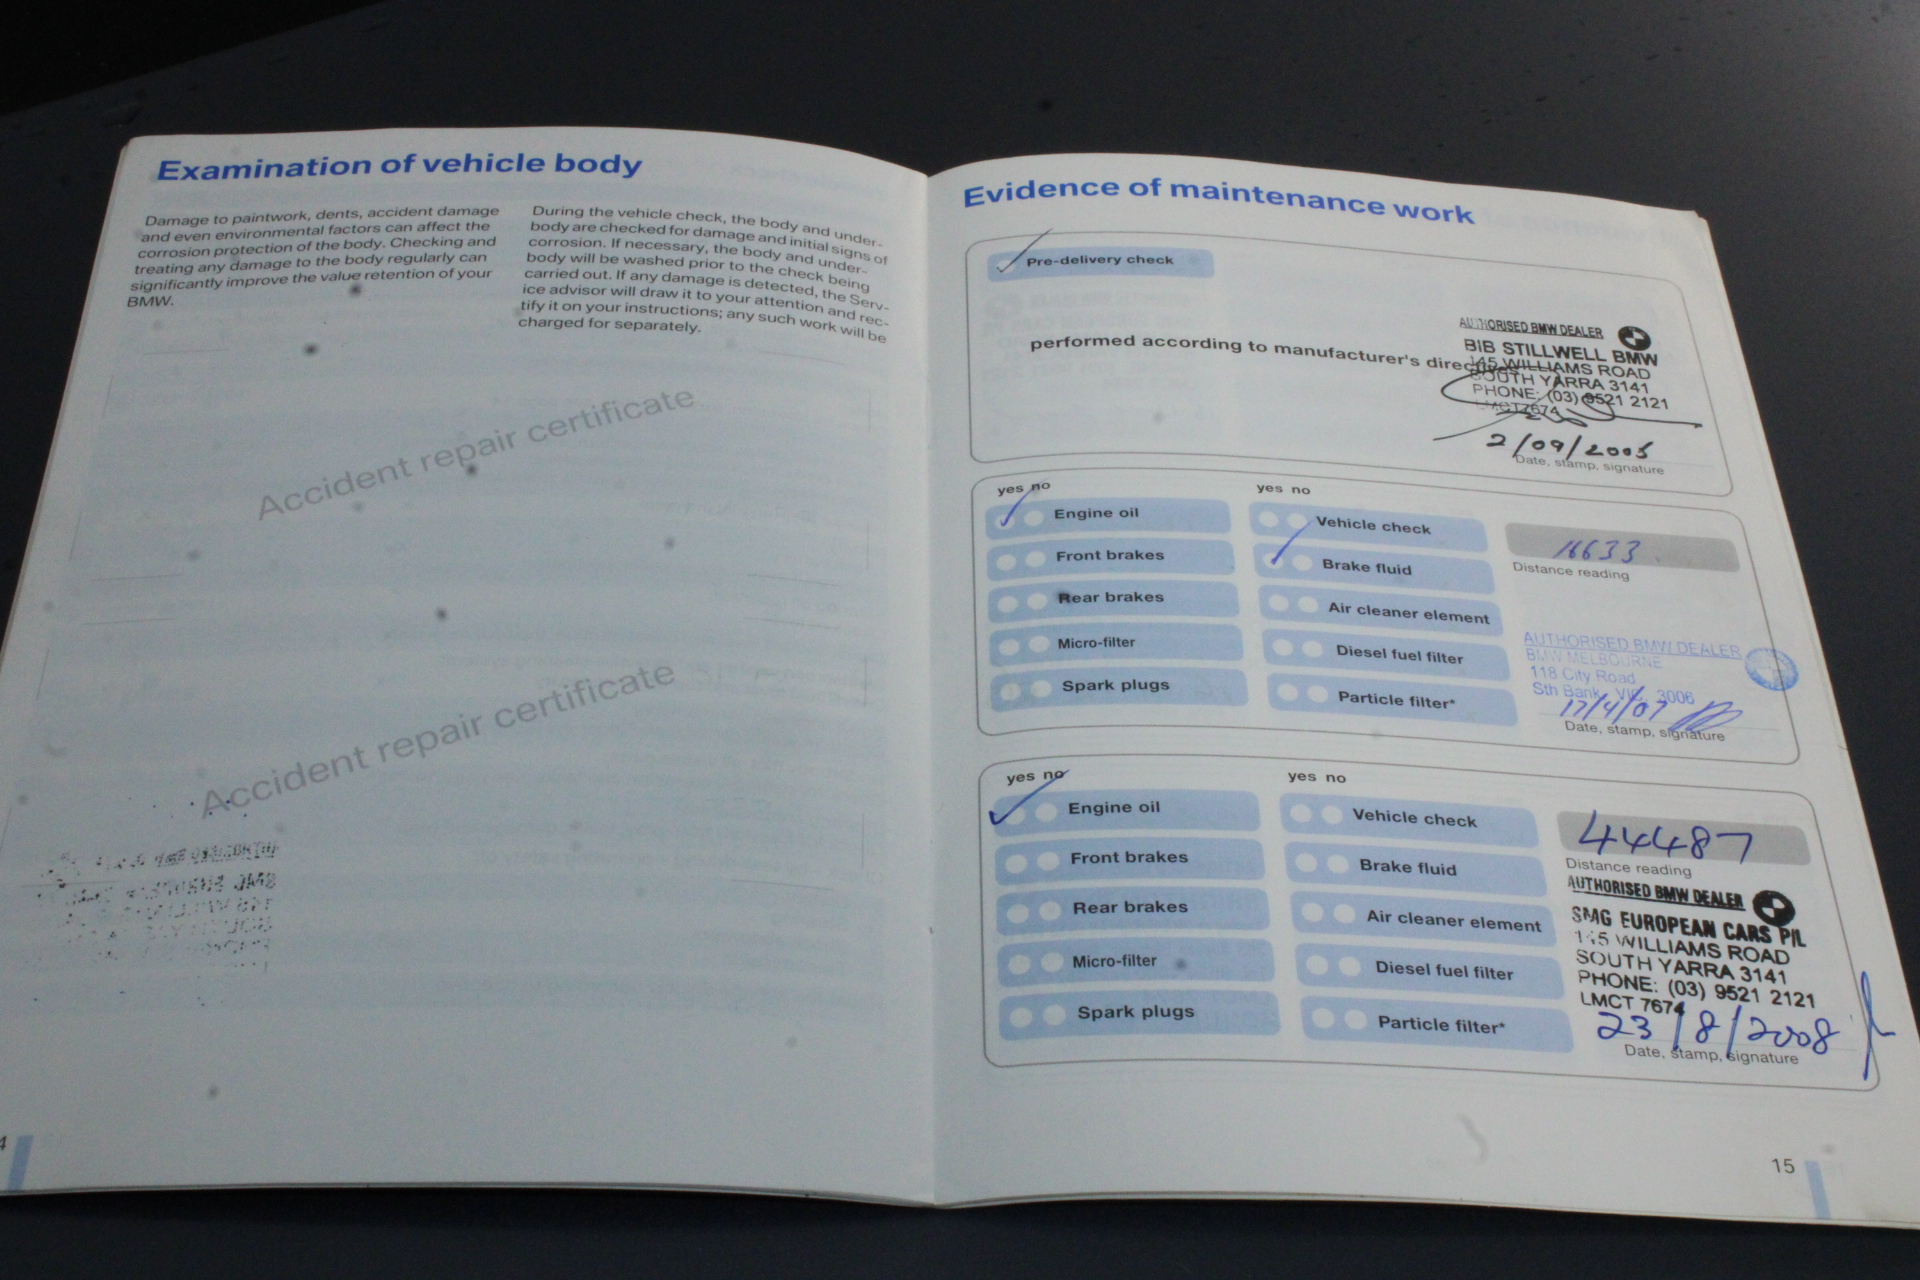 Examination of vehicle body
Damage to paintwork, dents, accident damage
and even environmental factors can affect the
corrosion protection of the body. Checking and
treating any damage to the body regularly can
significantly improve the value retention of your
BMW.
During the vehicle check, the body and under-
body are checked for damage and initial signs of
corrosion. If necessary, the body and under-
body will be washed prior to the check being
carried out. If any damage is detected, the Serv-
ice advisor will draw it to your attention and rec-
tify it on your instructions; any such work will be
charged for separately.
Accident repair certificate
Accident repair certificate
4
Evidence of maintenance work
Pre-delivery check
performed according to manufacturer's directives
AUTHORISED BMW DEALER
BIB STILLWELL BMW
145 WILLIAMS ROAD
SOUTH YARRA 3141
PHONE: (03) 9521 2121
LMCT7674
2/09/2005
Date, stamp, signature
yes no
Engine oil
Front brakes
Rear brakes
Micro-filter
Spark plugs
yes no
Vehicle check
Brake fluid
Air cleaner element
Diesel fuel filter
Particle filter*
16633
Distance reading
AUTHORISED BMW DEALER
BMW MELBOURNE
118 City Road
Sth Bank, VIC, 3006
17/4/07
Date, stamp, signature
yes no
Engine oil
Front brakes
Rear brakes
Micro-filter
Spark plugs
yes no
Vehicle check
Brake fluid
Air cleaner element
Diesel fuel filter
Particle filter*
44487
Distance reading
AUTHORISED BMW DEALER
SMG EUROPEAN CARS P/L
145 WILLIAMS ROAD
SOUTH YARRA 3141
PHONE: (03) 9521 2121
LMCT 7674
23/8/2008
Date, stamp, signature
15